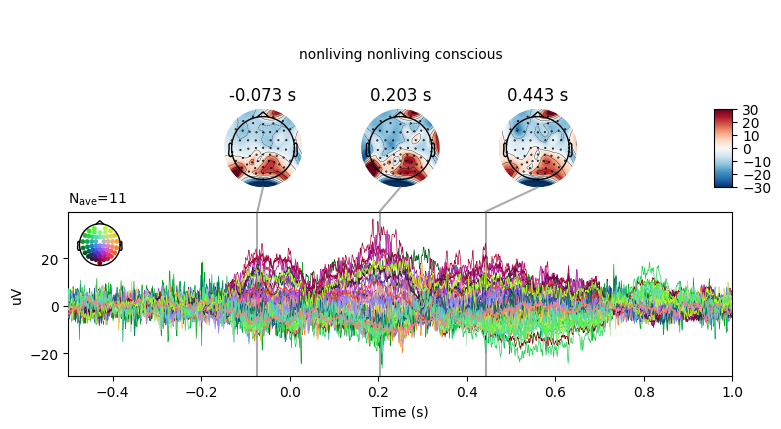 nonliving nonliving conscious
-0.073 s 0.203 s 0.443 s
30
20
10
0
−10
−20
−30
Nave=11
20
0
−20
uV
−0.4 −0.2 0.0 0.2 0.4 0.6 0.8 1.0
Time (s)